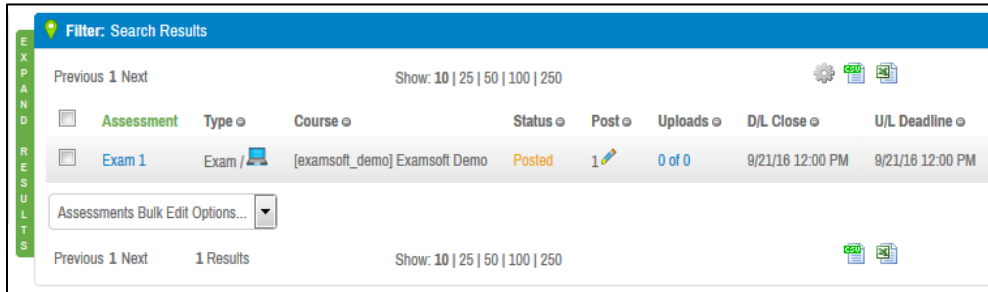 EXPAND RESULTS
Filter: Search Results
Previous 1 Next Show: 10 | 25 | 50 | 100 | 250 CSV X
Assessment Type Course Status Post Uploads D/L Close U/L Deadline
Exam 1 Exam / [examsoft_demo] Examsoft Demo Posted 1 0 of 0 9/21/16 12:00 PM 9/21/16 12:00 PM
Assessments Bulk Edit Options...
Previous 1 Next 1 Results Show: 10 | 25 | 50 | 100 | 250 CSV X